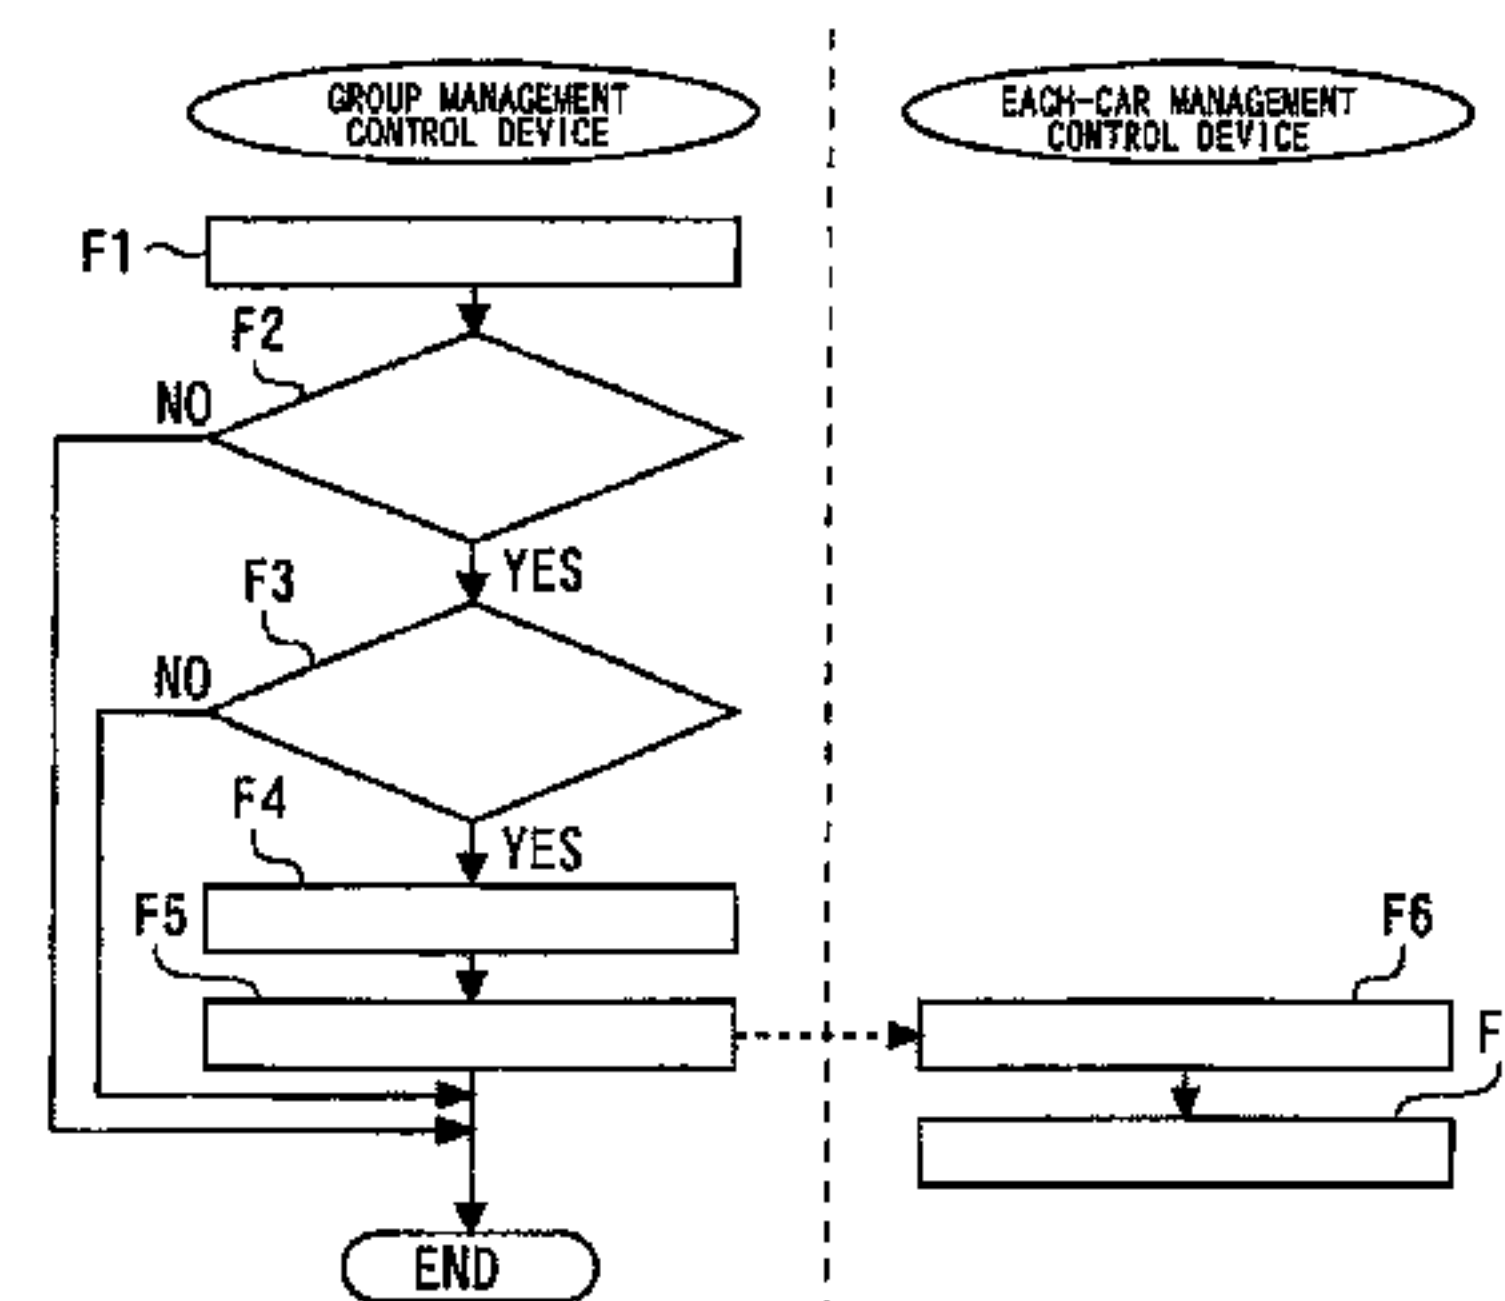 GROUP MANAGEMENT
CONTROL DEVICE
EACH-CAR MANAGEMENT
CONTROL DEVICE
F1
F2
NO
YES
F3
NO
YES
F4
F5
F6
F
END